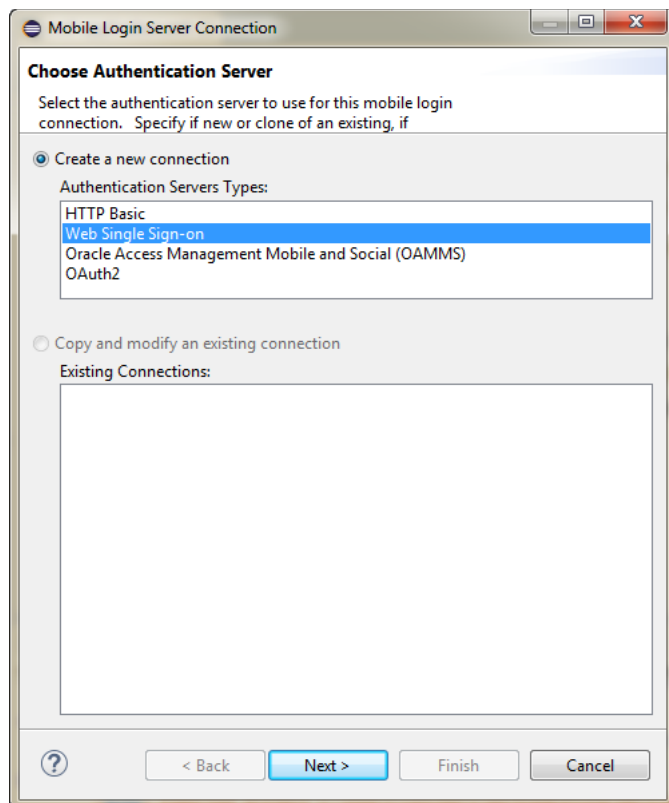 Mobile Login Server Connection
Choose Authentication Server
Select the authentication server to use for this mobile login
connection.  Specify if new or clone of an existing, if
Create a new connection
Authentication Servers Types:
HTTP Basic
Web Single Sign-on
Oracle Access Management Mobile and Social (OAMMS)
OAuth2
Copy and modify an existing connection
Existing Connections:
?
< Back
Next >
Finish
Cancel